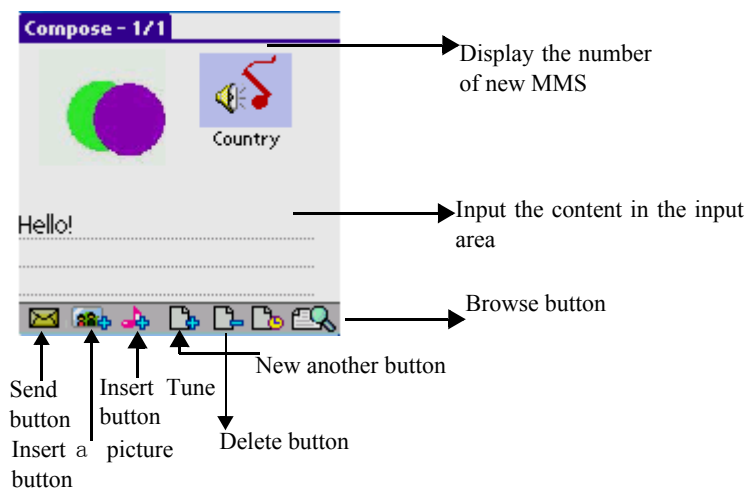 Compose - 1/1
Display the number
of new MMS
Country
Input the content in the input
area
Hello!
Browse button
New another button
Send
button
Insert Tune
button
Delete button
Insert a picture
button